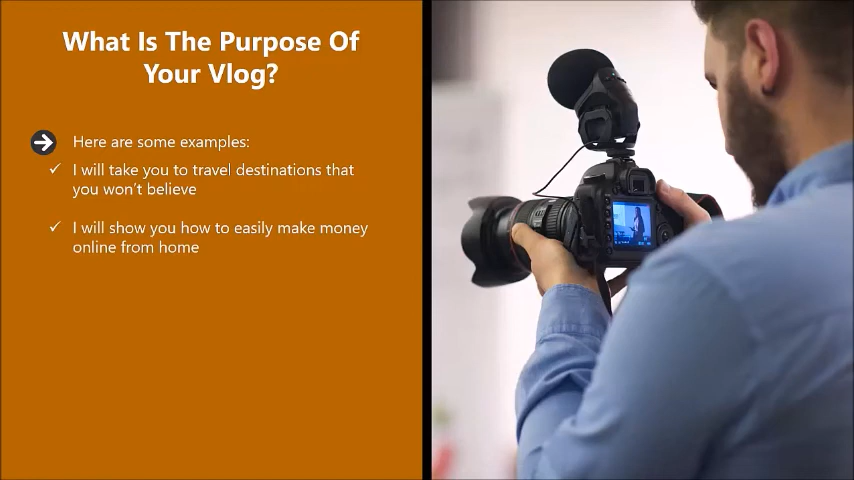 What Is The Purpose Of
Your Vlog?
Here are some examples:
I will take you to travel destinations that
you won't believe
I will show you how to easily make money
online from home